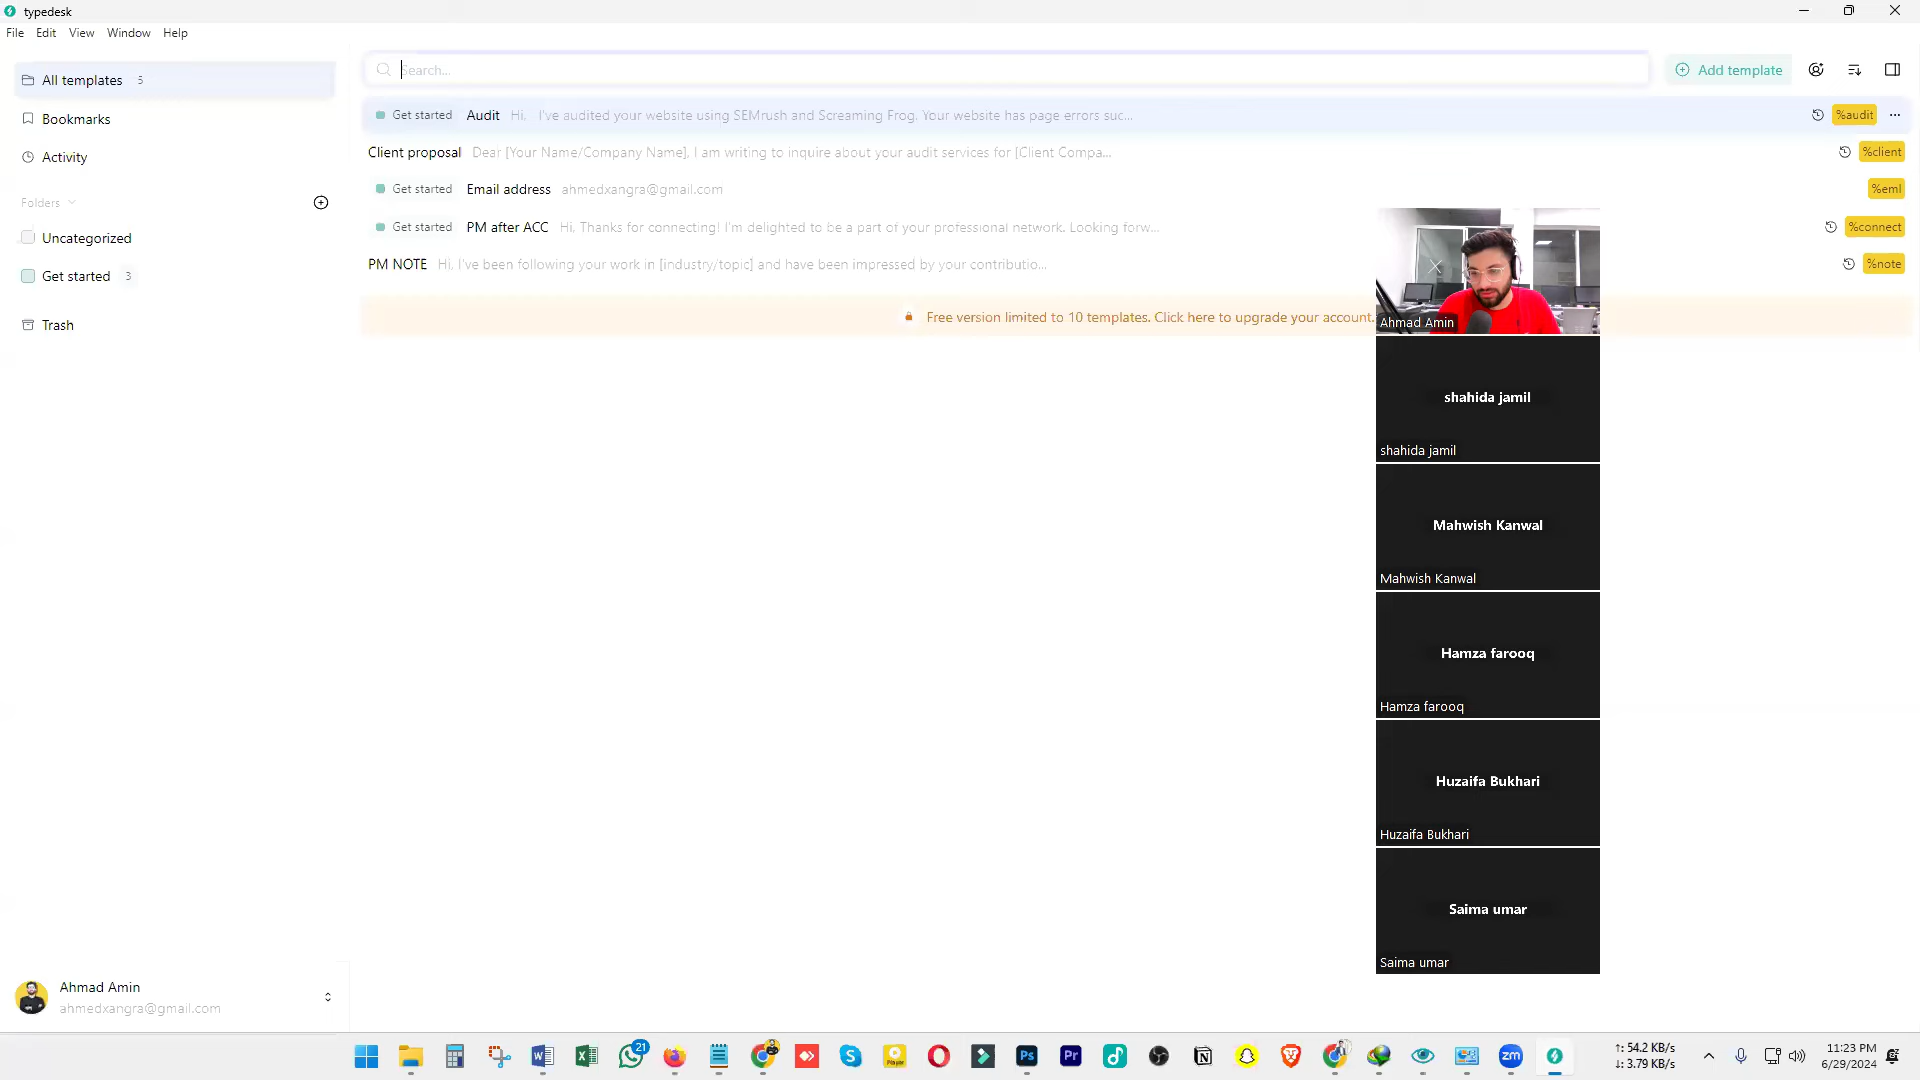 typedesk
File Edit View Window Help
All templates 5
Bookmarks
Activity
Folders
Uncategorized
Get started 3
Trash
Search...
Add template
Get started Audit Hi, I've audited your website using SEMrush and Screaming Frog. Your website has page errors suc... %audit
Client proposal Dear [Your Name/Company Name], I am writing to inquire about your audit services for [Client Compa... %client
Get started Email address ahmedxangra@gmail.com %eml
Get started PM after ACC Hi, Thanks for connecting! I'm delighted to be a part of your professional network. Looking forw... %connect
PM NOTE Hi, I've been following your work in [industry/topic] and have been impressed by your contributio... %note
Free version limited to 10 templates. Click here to upgrade your account.
Ahmad Amin
shahida jamil
shahida jamil
Mahwish Kanwal
Mahwish Kanwal
Hamza farooq
Hamza farooq
Huzaifa Bukhari
Huzaifa Bukhari
Saima umar
Saima umar
Ahmad Amin
ahmedxangra@gmail.com
21
Ps
Pr
zm
↑: 54.2 KB/s
↓: 3.79 KB/s
11:23 PM
6/29/2024